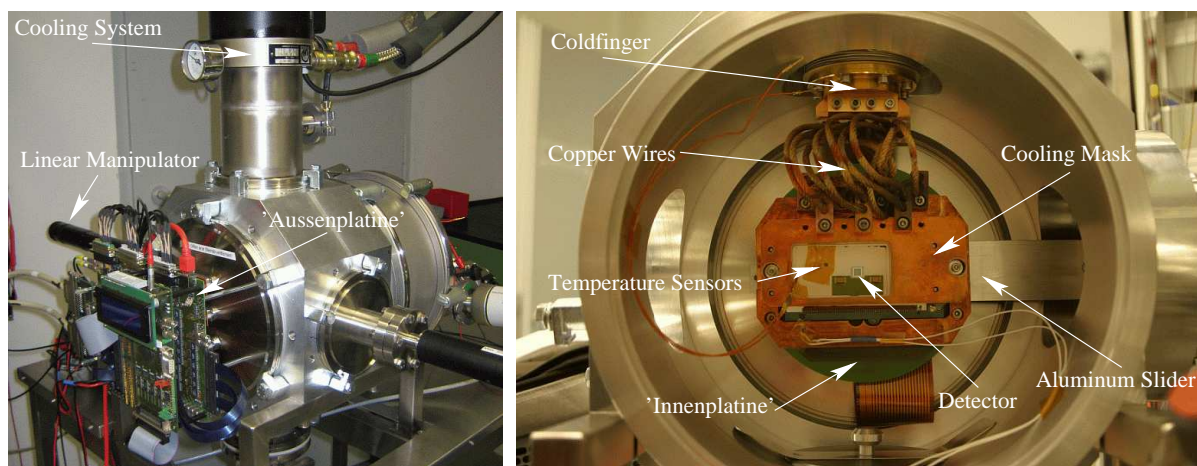 Cooling System
Linear Manipulator
'Aussenplatine'
Coldfinger
Copper Wires
Cooling Mask
Temperature Sensors
Aluminum Slider
'Innenplatine'
Detector